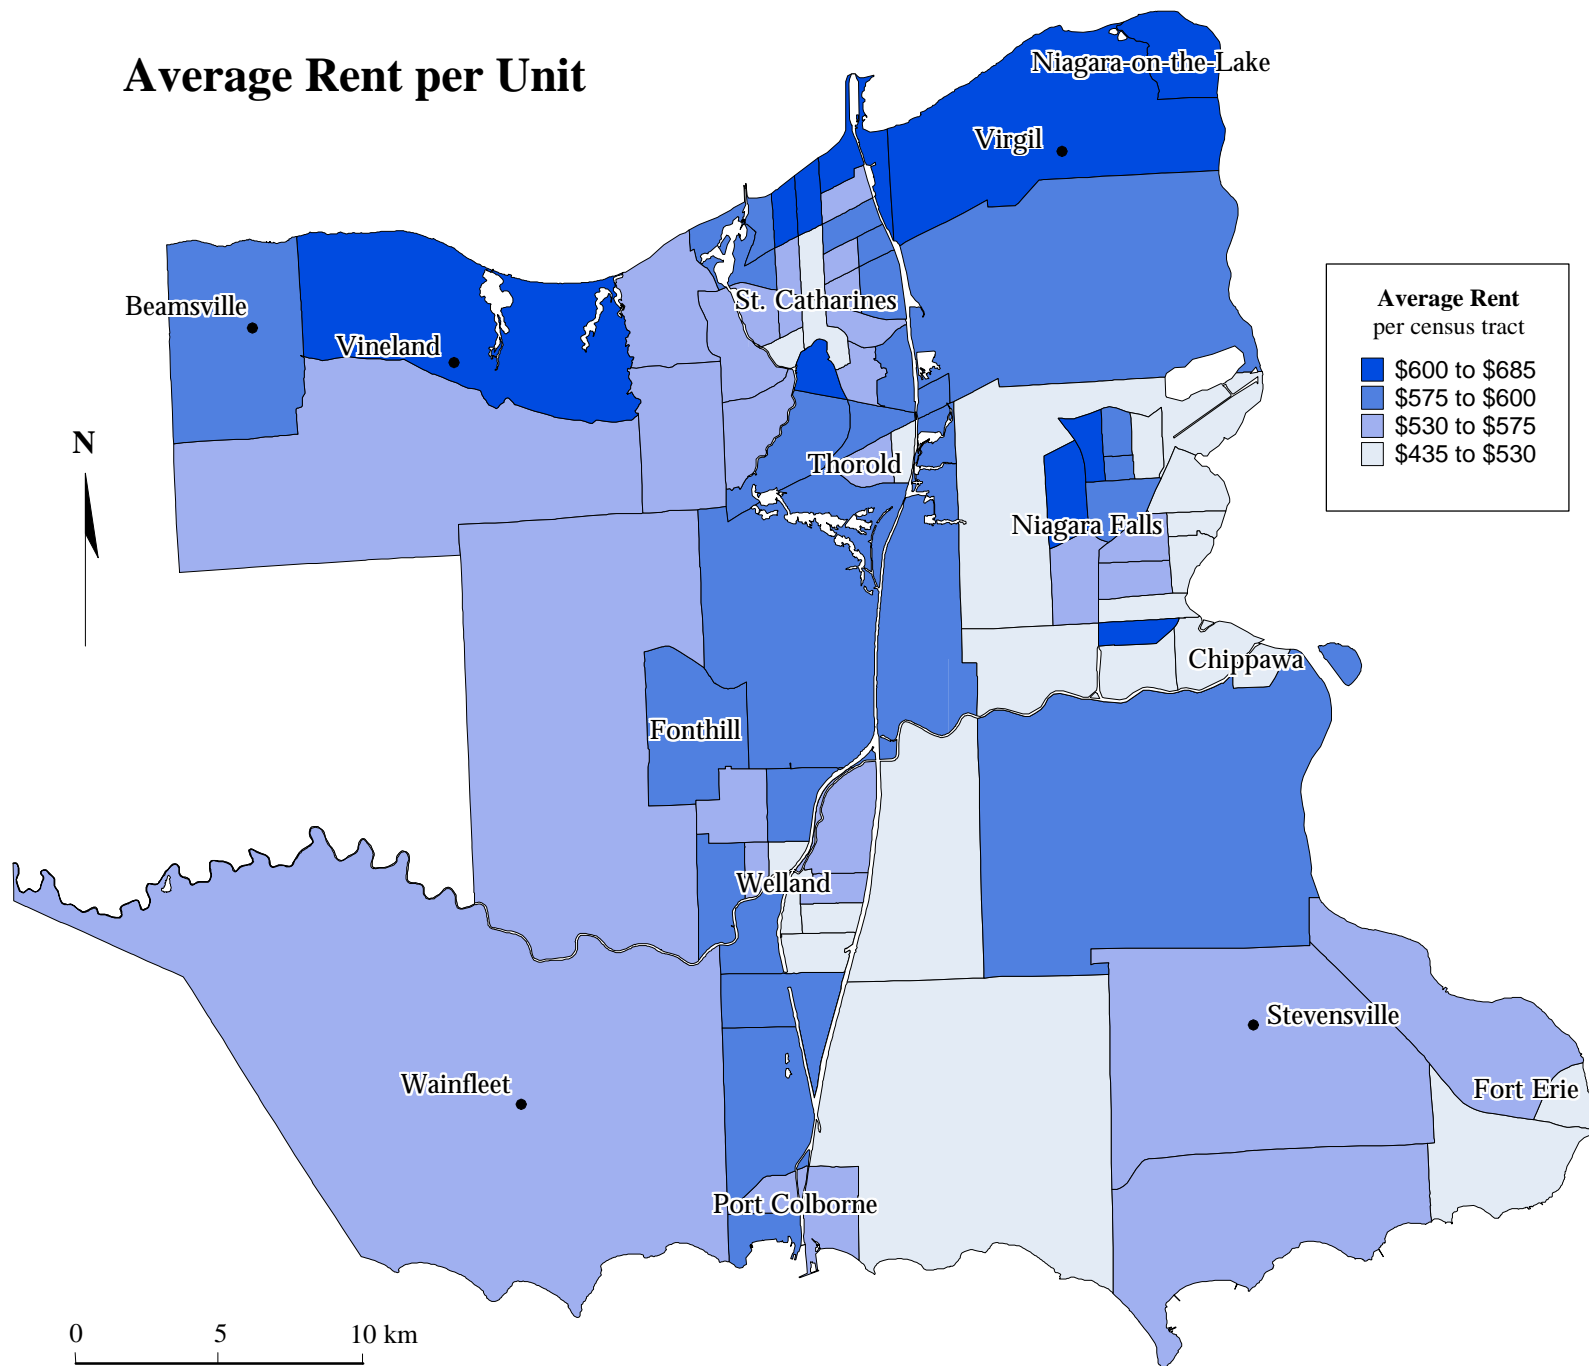 Average Rent per Unit
Niagara-on-the-Lake
Virgil
Beamsville
Vineland
St. Catharines
Average Rent
per census tract
$600 to $685
$575 to $600
$530 to $575
$435 to $530
N
Thorold
Niagara Falls
Chippawa
Fonthill
Welland
Stevensville
Wainfleet
Fort Erie
Port Colborne
0 5 10 km